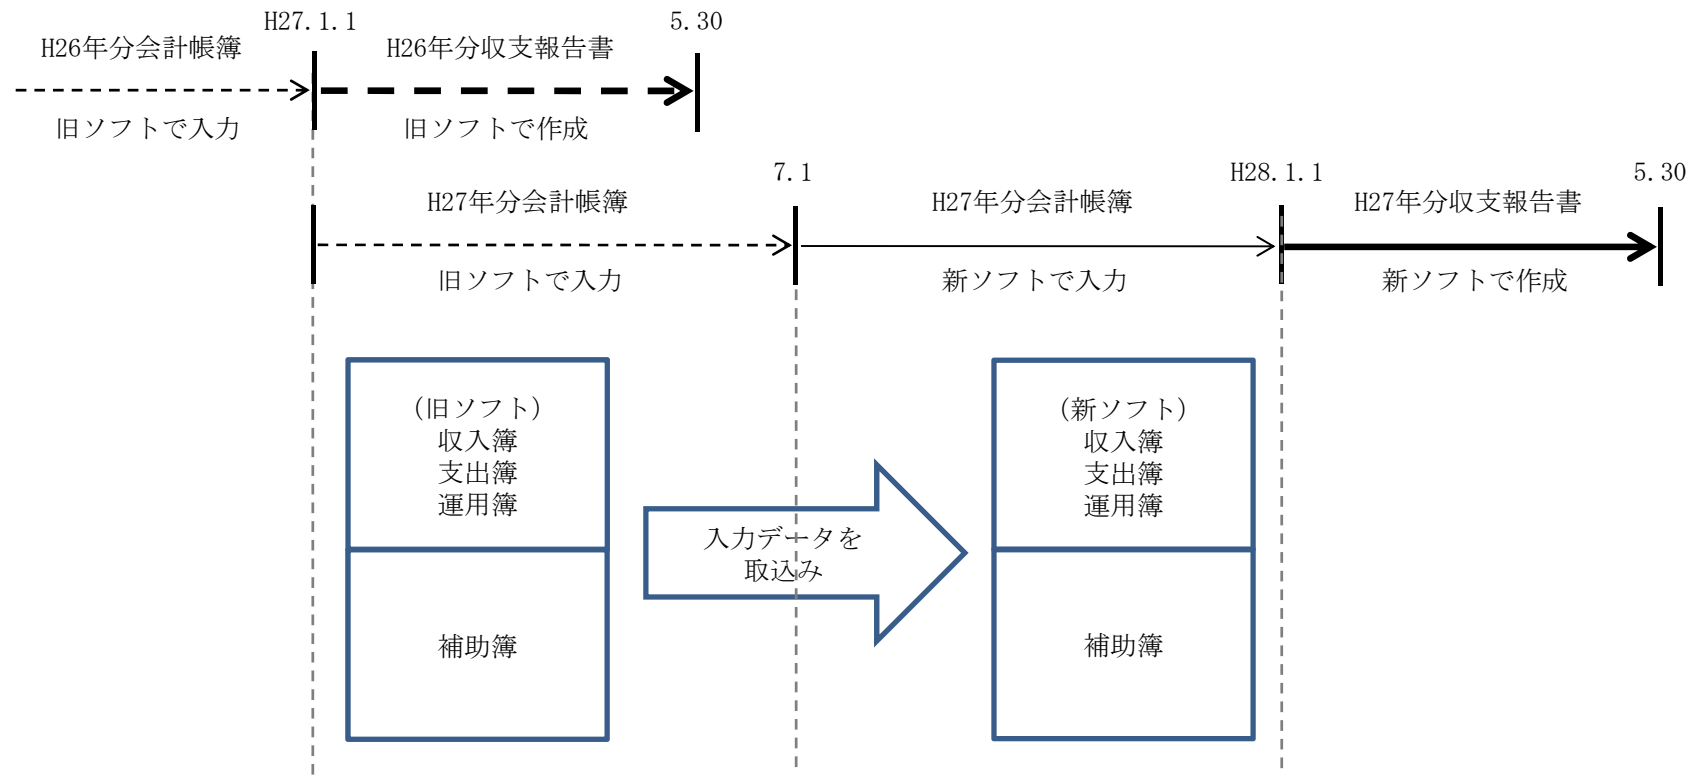 H27.1.1
5.30
H26年分会計帳簿
H26年分収支報告書
旧ソフトで入力
旧ソフトで作成
7.1
H28.1.1
5.30
H27年分会計帳簿
H27年分会計帳簿
H27年分収支報告書
旧ソフトで入力
新ソフトで入力
新ソフトで作成
（旧ソフト）
収入簿
支出簿
運用簿
補助簿
入力データを
取込み
（新ソフト）
収入簿
支出簿
運用簿
補助簿